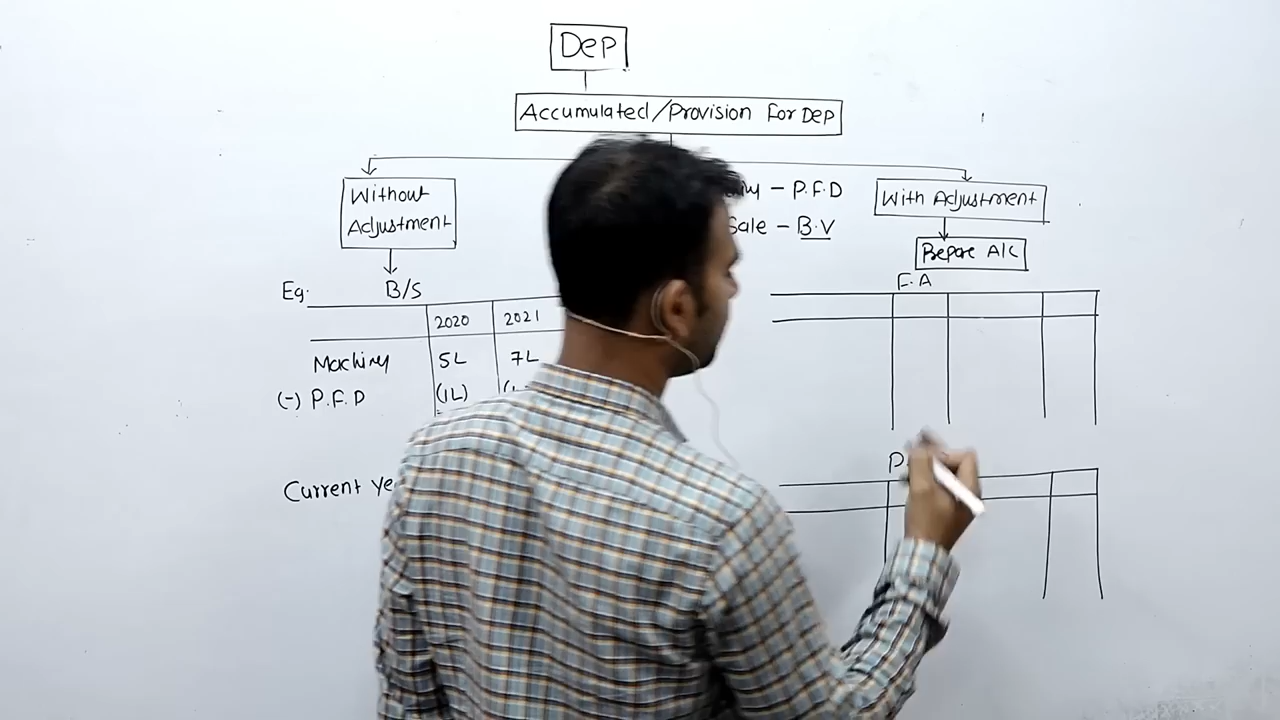 Dep
Accumulated/Provision For Dep
Without
Adjustment
- P.F.D
Sale - B.V
With Adjustment
Prepare A/C
Eg.
B/S
F.A
2020 2021
Machinery 5L 7L
(-) P.F.D (1L)
Current